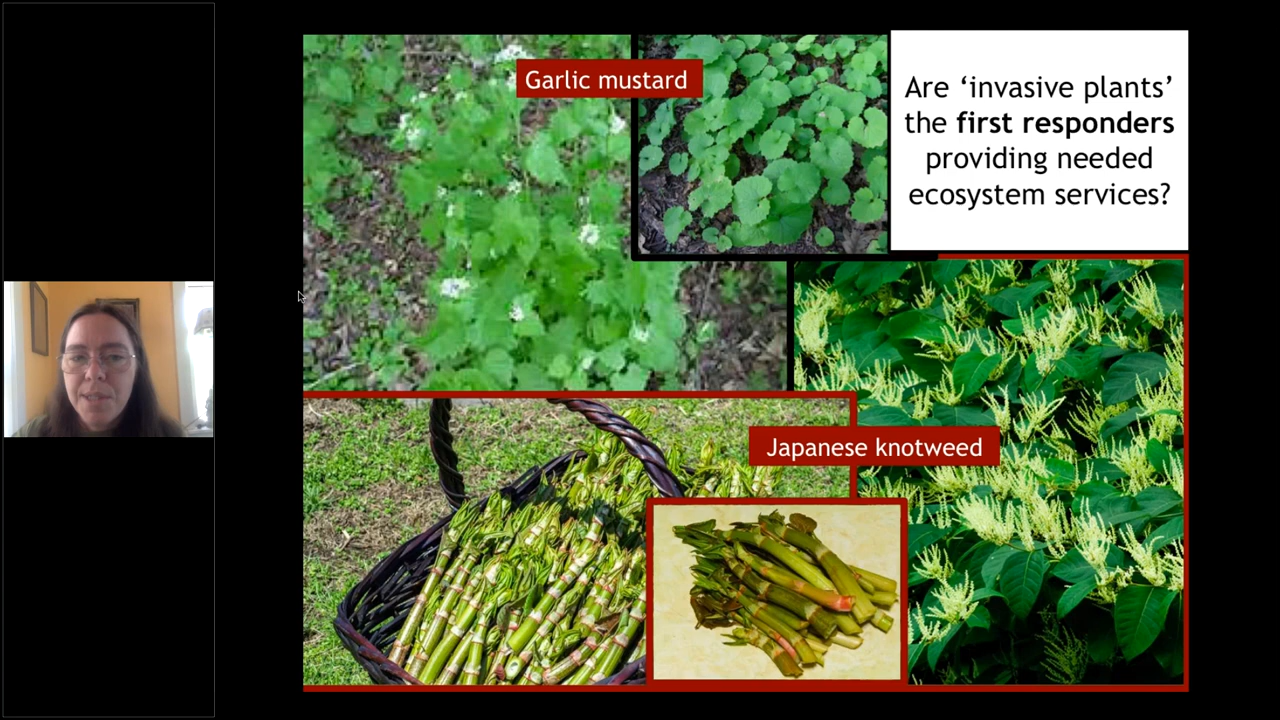 Garlic mustard
Are ‘invasive plants’
the first responders
providing needed
ecosystem services?
Japanese knotweed